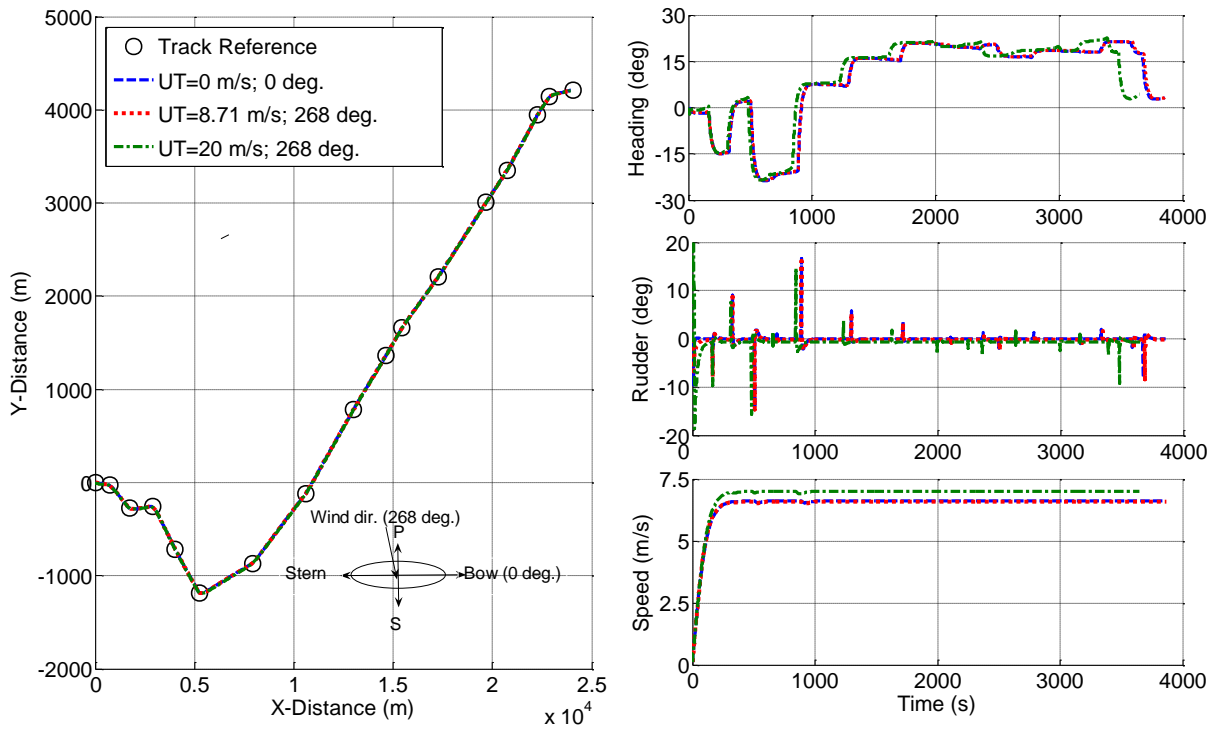 5000
4000
3000
2000
1000
0
-1000
-2000
Y-Distance (m)
Track Reference
UT=0 m/s; 0 deg.
UT=8.71 m/s; 268 deg.
UT=20 m/s; 268 deg.
Wind dir. (268 deg.)
P
Stern
Bow (0 deg.)
S
0 0.5 1 1.5 2 2.5
X-Distance (m)
x 10^4
30
15
0
-15
-30
Heading (deg)
0 1000 2000 3000 4000
20
10
0
-10
-20
Rudder (deg)
0 1000 2000 3000 4000
7.5
5
2.5
0
Speed (m/s)
0 1000 2000 3000 4000
Time (s)